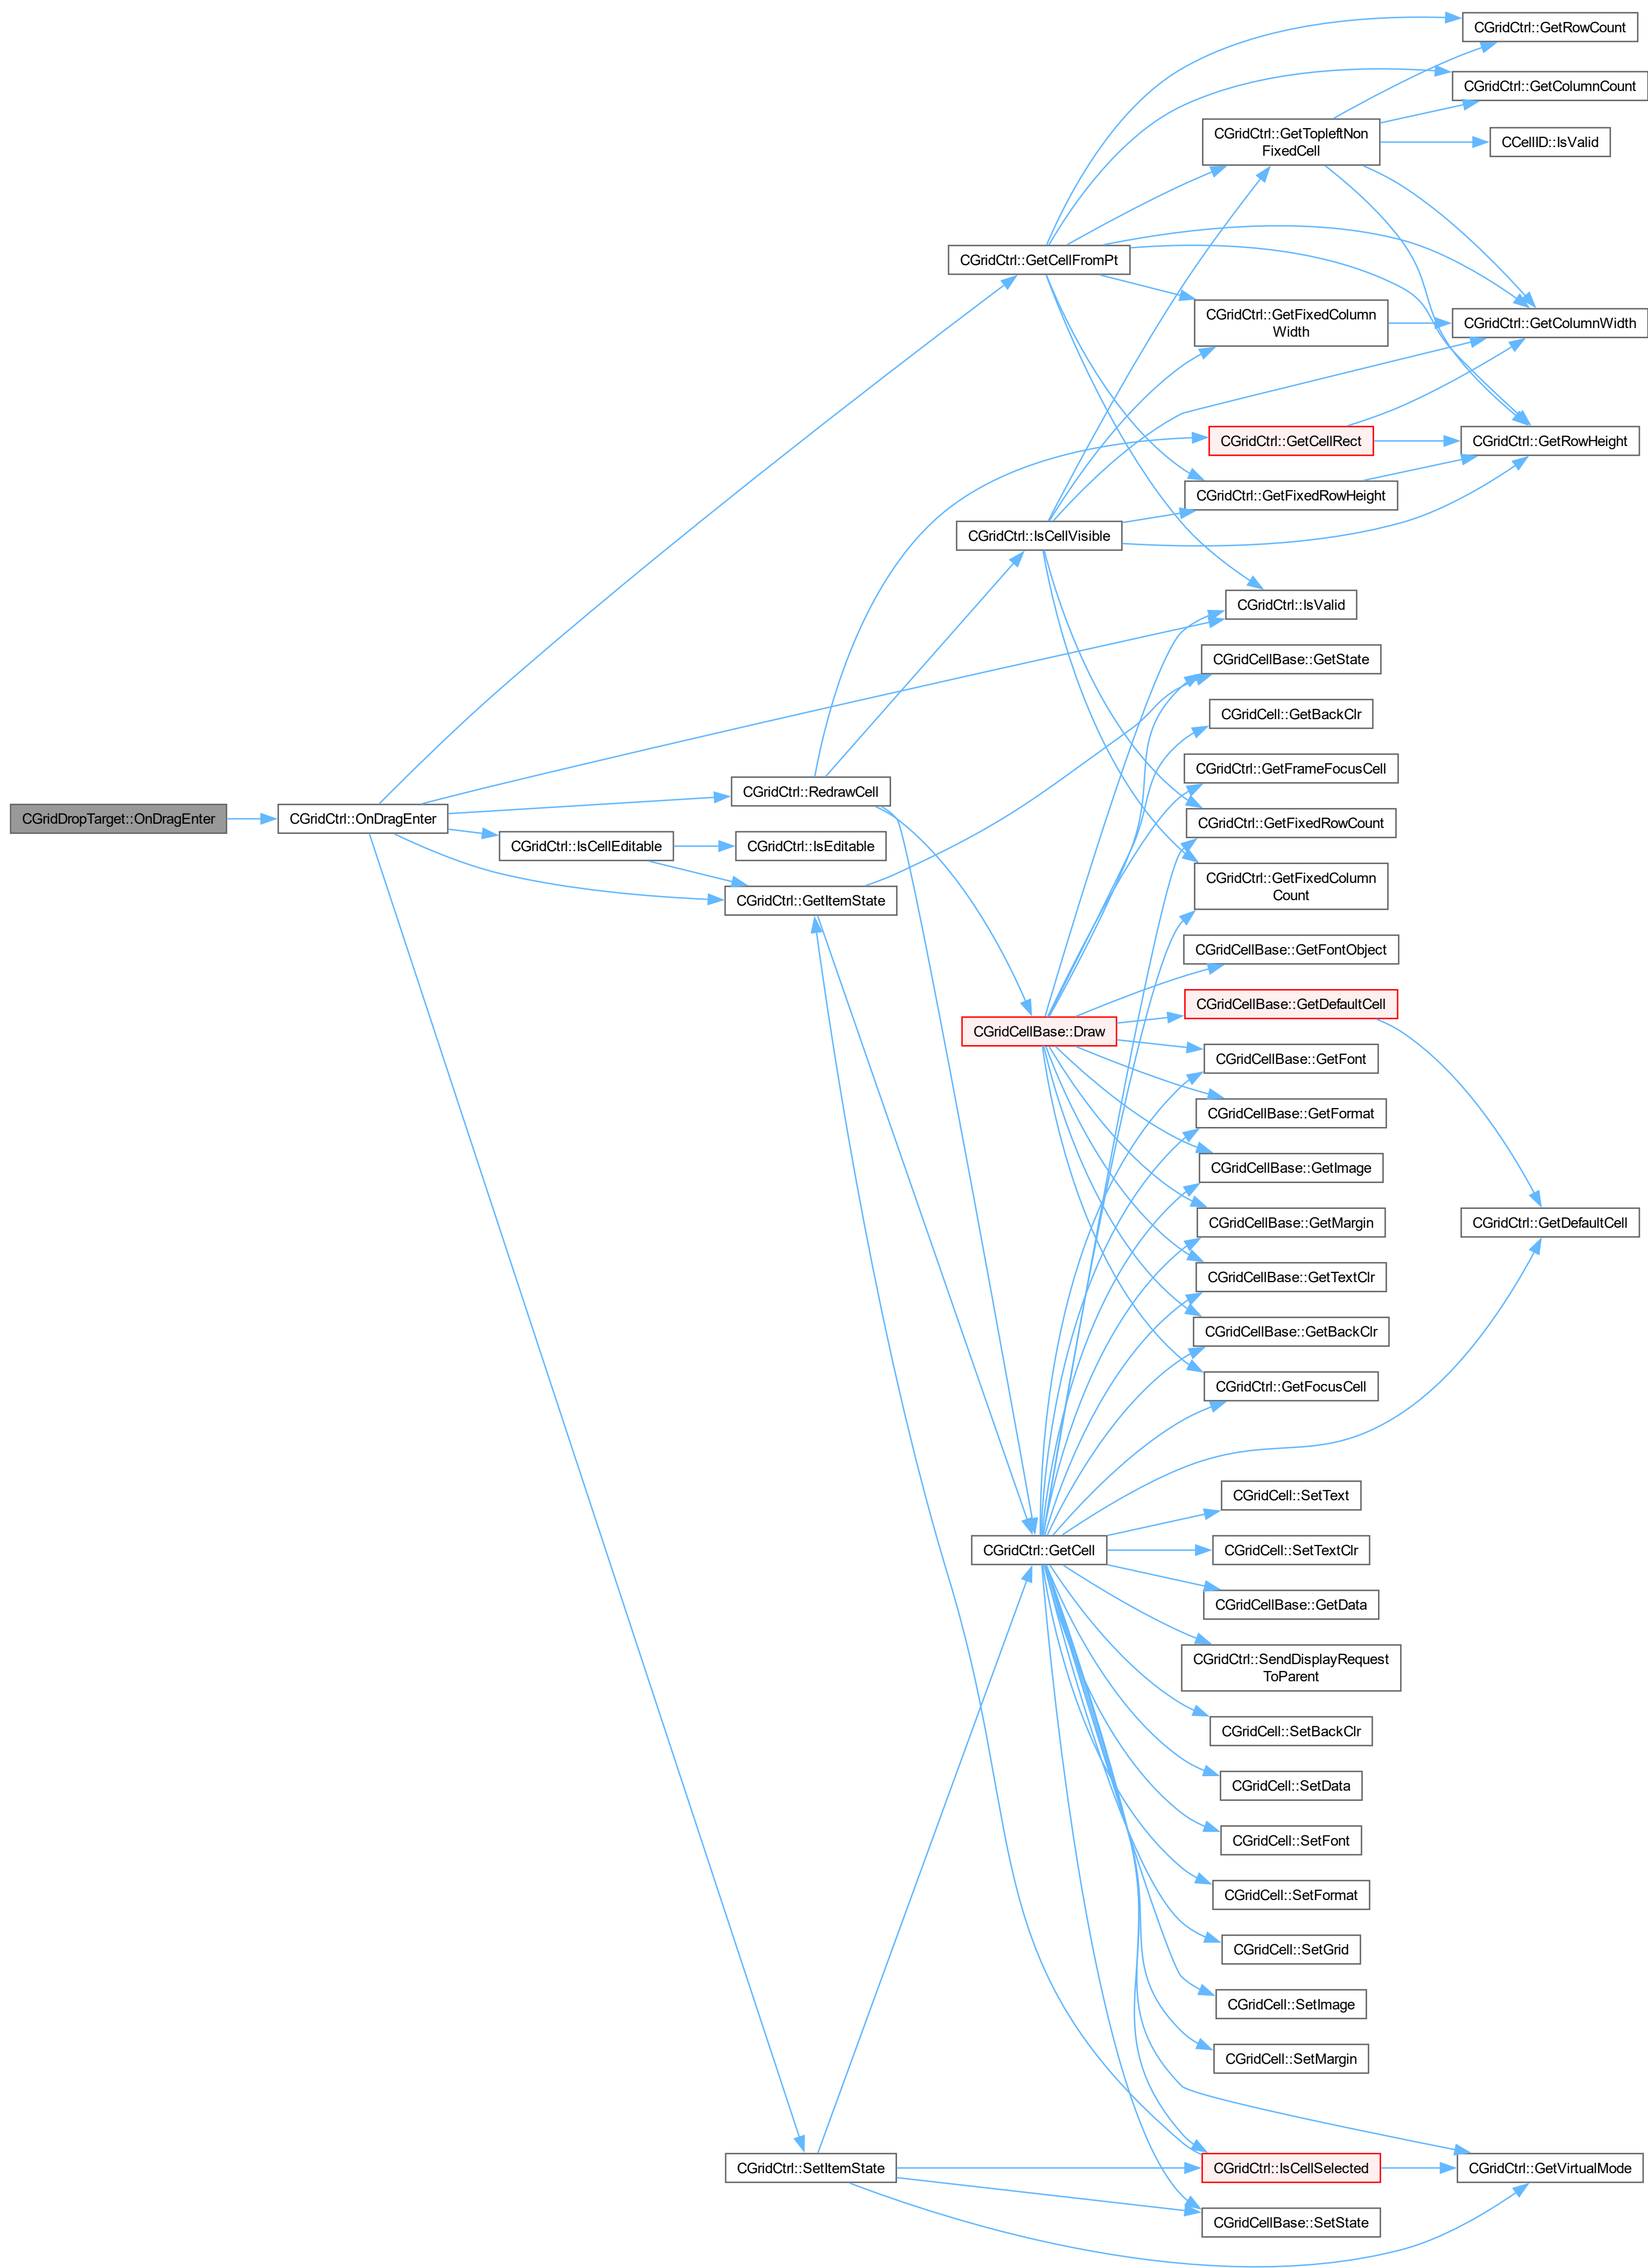 CGridCtrl::GetRowCount
CGridCtrl::GetColumnCount
CGridCtrl::GetTopleftNon
FixedCell
CCellID::IsValid
CGridCtrl::GetCellFromPt
CGridCtrl::GetFixedColumn
Width
CGridCtrl::GetColumnWidth
CGridCtrl::GetCellRect
CGridCtrl::GetRowHeight
CGridCtrl::GetFixedRowHeight
CGridCtrl::IsCellVisible
CGridCtrl::IsValid
CGridCellBase::GetState
CGridCell::GetBackClr
CGridCtrl::GetFrameFocusCell
CGridCtrl::RedrawCell
CGridDropTarget::OnDragEnter
CGridCtrl::OnDragEnter
CGridCtrl::GetFixedRowCount
CGridCtrl::IsCellEditable
CGridCtrl::IsEditable
CGridCtrl::GetFixedColumn
Count
CGridCtrl::GetItemState
CGridCellBase::GetFontObject
CGridCellBase::GetDefaultCell
CGridCellBase::Draw
CGridCellBase::GetFont
CGridCellBase::GetFormat
CGridCellBase::GetImage
CGridCellBase::GetMargin
CGridCtrl::GetDefaultCell
CGridCellBase::GetTextClr
CGridCellBase::GetBackClr
CGridCtrl::GetFocusCell
CGridCell::SetText
CGridCtrl::GetCell
CGridCell::SetTextClr
CGridCellBase::GetData
CGridCtrl::SendDisplayRequest
ToParent
CGridCell::SetBackClr
CGridCell::SetData
CGridCell::SetFont
CGridCell::SetFormat
CGridCell::SetGrid
CGridCell::SetImage
CGridCell::SetMargin
CGridCtrl::SetItemState
CGridCtrl::IsCellSelected
CGridCtrl::GetVirtualMode
CGridCellBase::SetState